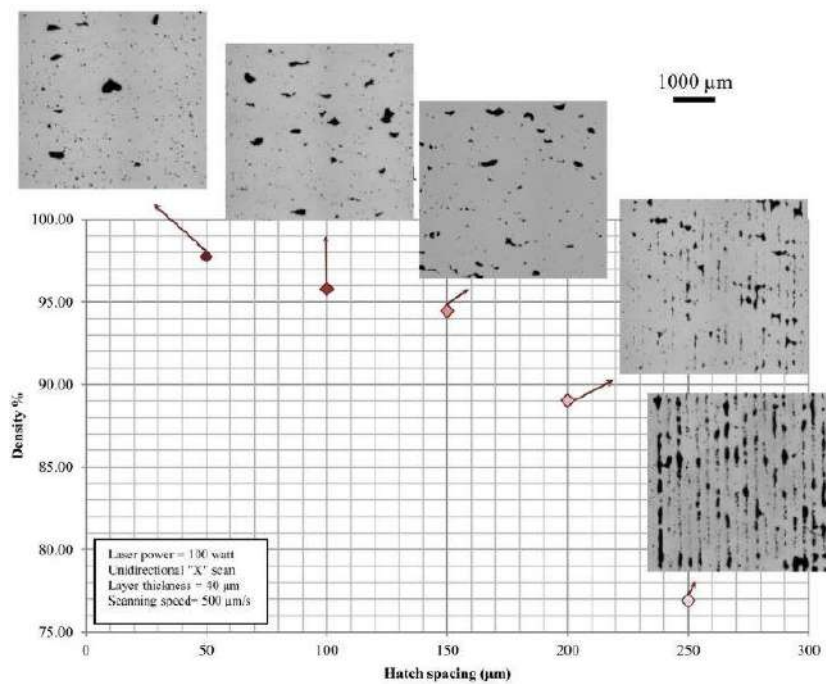 1000 μm
100.00
95.00
90.00
85.00
80.00
75.00
Density %
Laser power = 100 watt
Unidirectional "X" scan
Layer thickness = 40 μm
Scanning speed= 500 μm/s
0 50 100 150 200 250 300
Hatch spacing (μm)